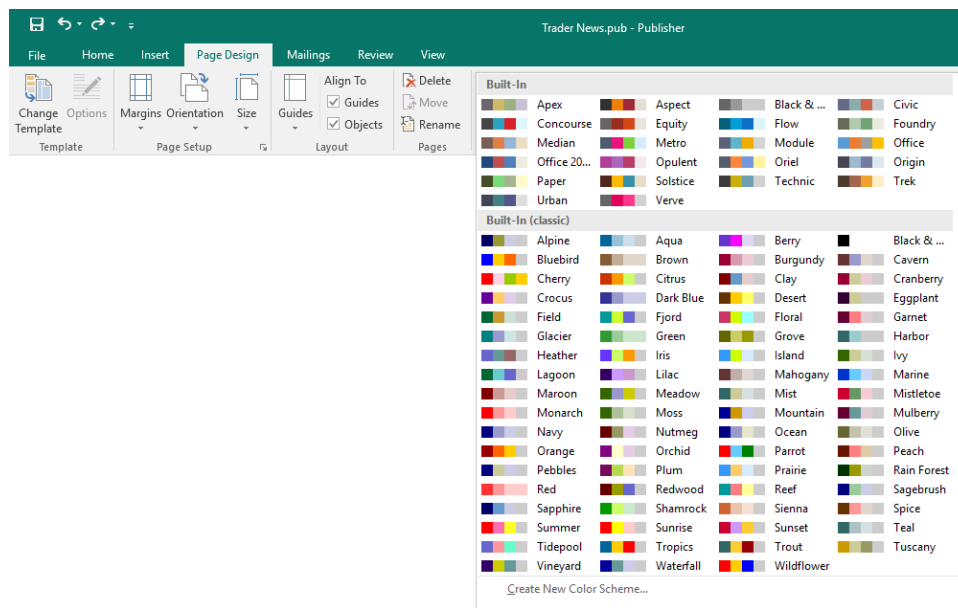 Trader News.pub - Publisher
File Home Insert Page Design Mailings Review View
Change Template Options Margins Orientation Size Guides Align To Guides Objects Delete Move Rename
Template Page Setup Layout Pages
Built-In
Apex Aspect Black & ... Civic
Concourse Equity Flow Foundry
Median Metro Module Office
Office 20... Opulent Oriel Origin
Paper Solstice Technic Trek
Urban Verve
Built-In (classic)
Alpine Aqua Berry Black & ...
Bluebird Brown Burgundy Cavern
Cherry Citrus Clay Cranberry
Crocus Dark Blue Desert Eggplant
Field Fjord Floral Garnet
Glacier Green Grove Harbor
Heather Iris Island Ivy
Lagoon Lilac Mahogany Marine
Maroon Meadow Mist Mistletoe
Monarch Moss Mountain Mulberry
Navy Nutmeg Ocean Olive
Orange Orchid Parrot Peach
Pebbles Plum Prairie Rain Forest
Red Redwood Reef Sagebrush
Sapphire Shamrock Sienna Spice
Summer Sunrise Sunset Teal
Tidepool Tropics Trout Tuscany
Vineyard Waterfall Wildflower
Create New Color Scheme...